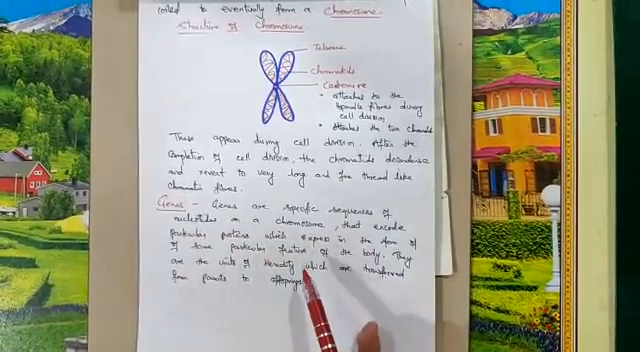 coiled to eventually form a Chromosome.
Structure of Chromosome
Telomere
Chromatids
Centromere
• attaches to the
spindle fibres during
cell division
• attaches the two chromatids
These appear during cell division. After the
completion of cell division, the chromatids decondense
and revert to very long and fine thread like
chromatin fibres.
Genes - Genes are specific sequences of
nucleotides on a chromosome, that encode
particular proteins which express in the form of
of some particular feature of the body. They
are the units of heredity which are transferred
from parents to offsprings